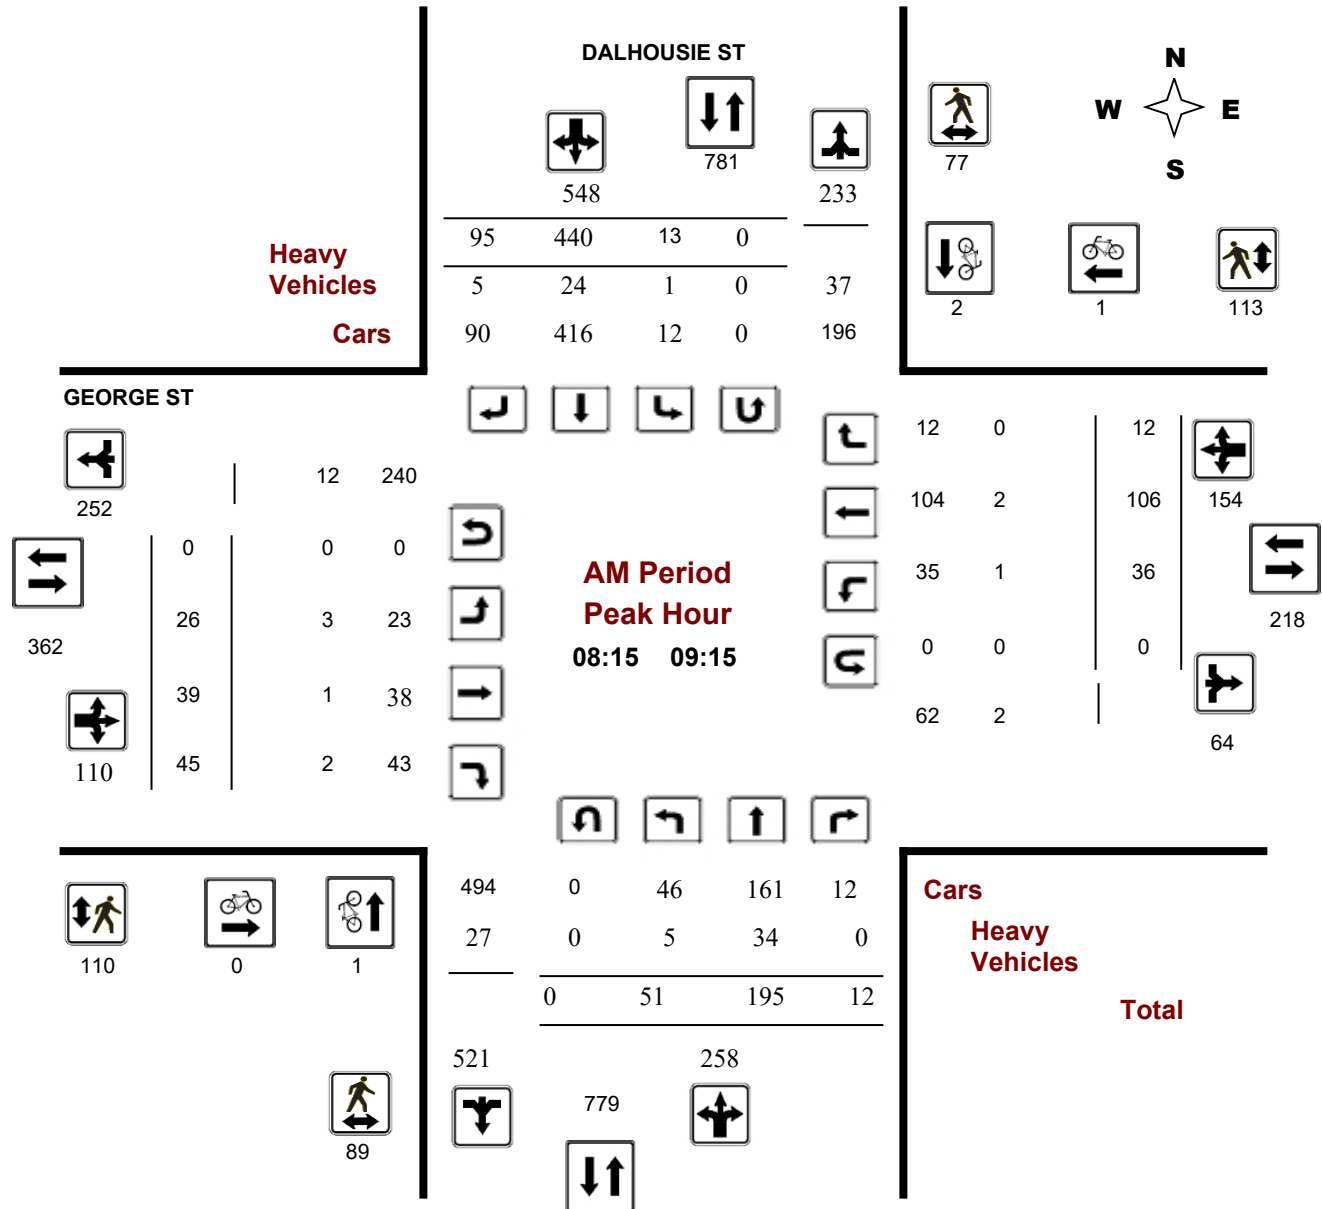 DALHOUSIE ST
N
W E
S
781
77
548
233
95 440 13 0
Heavy
Vehicles
5 24 1 0 37
2 1 113
Cars
90 416 12 0 196
GEORGE ST
12 0 12
12 240
252
104 2 106 154
0 0 0
AM Period
35 1 36
Peak Hour
26 3 23
218
362
08:15 09:15
0 0 0
39 1 38
62 2
64
110
45 2 43
494 0 46 161 12
Cars
27 0 5 34 0
Heavy
Vehicles
110 0 1
0 51 195 12
Total
521 258
779
89